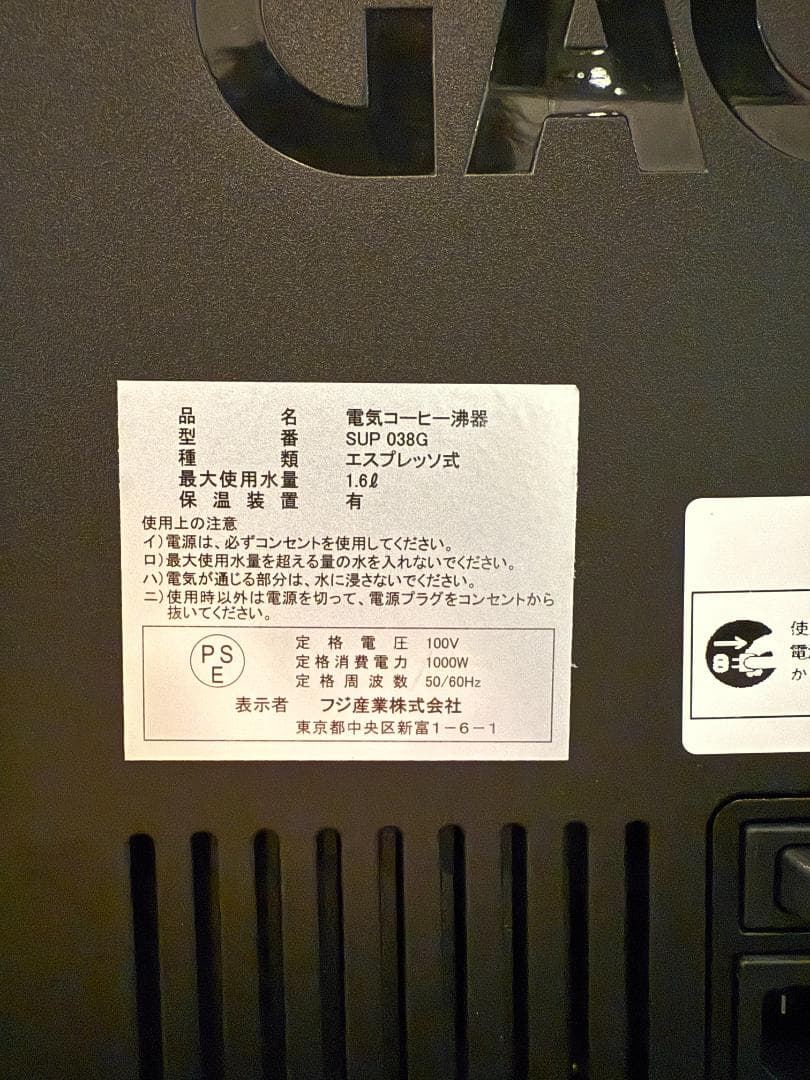 GAG
品名 電気コーヒー沸器
型番 SUP 038G
種類 エスプレッソ式
最大使用水量 1.6ℓ
保温装置 有
使用上の注意
イ)電源は、必ずコンセントを使用してください。
ロ)最大使用水量を超える量の水を入れないでください。
ハ)電気が通じる部分は、水に浸さないでください。
ニ)使用時以外は電源を切って、電源プラグをコンセントから
抜いてください。
PS
E
定格電圧 100V
定格消費電力 1000W
定格周波数 50/60Hz
表示者 フジ産業株式会社
東京都中央区新富1-6-1
使
電
か